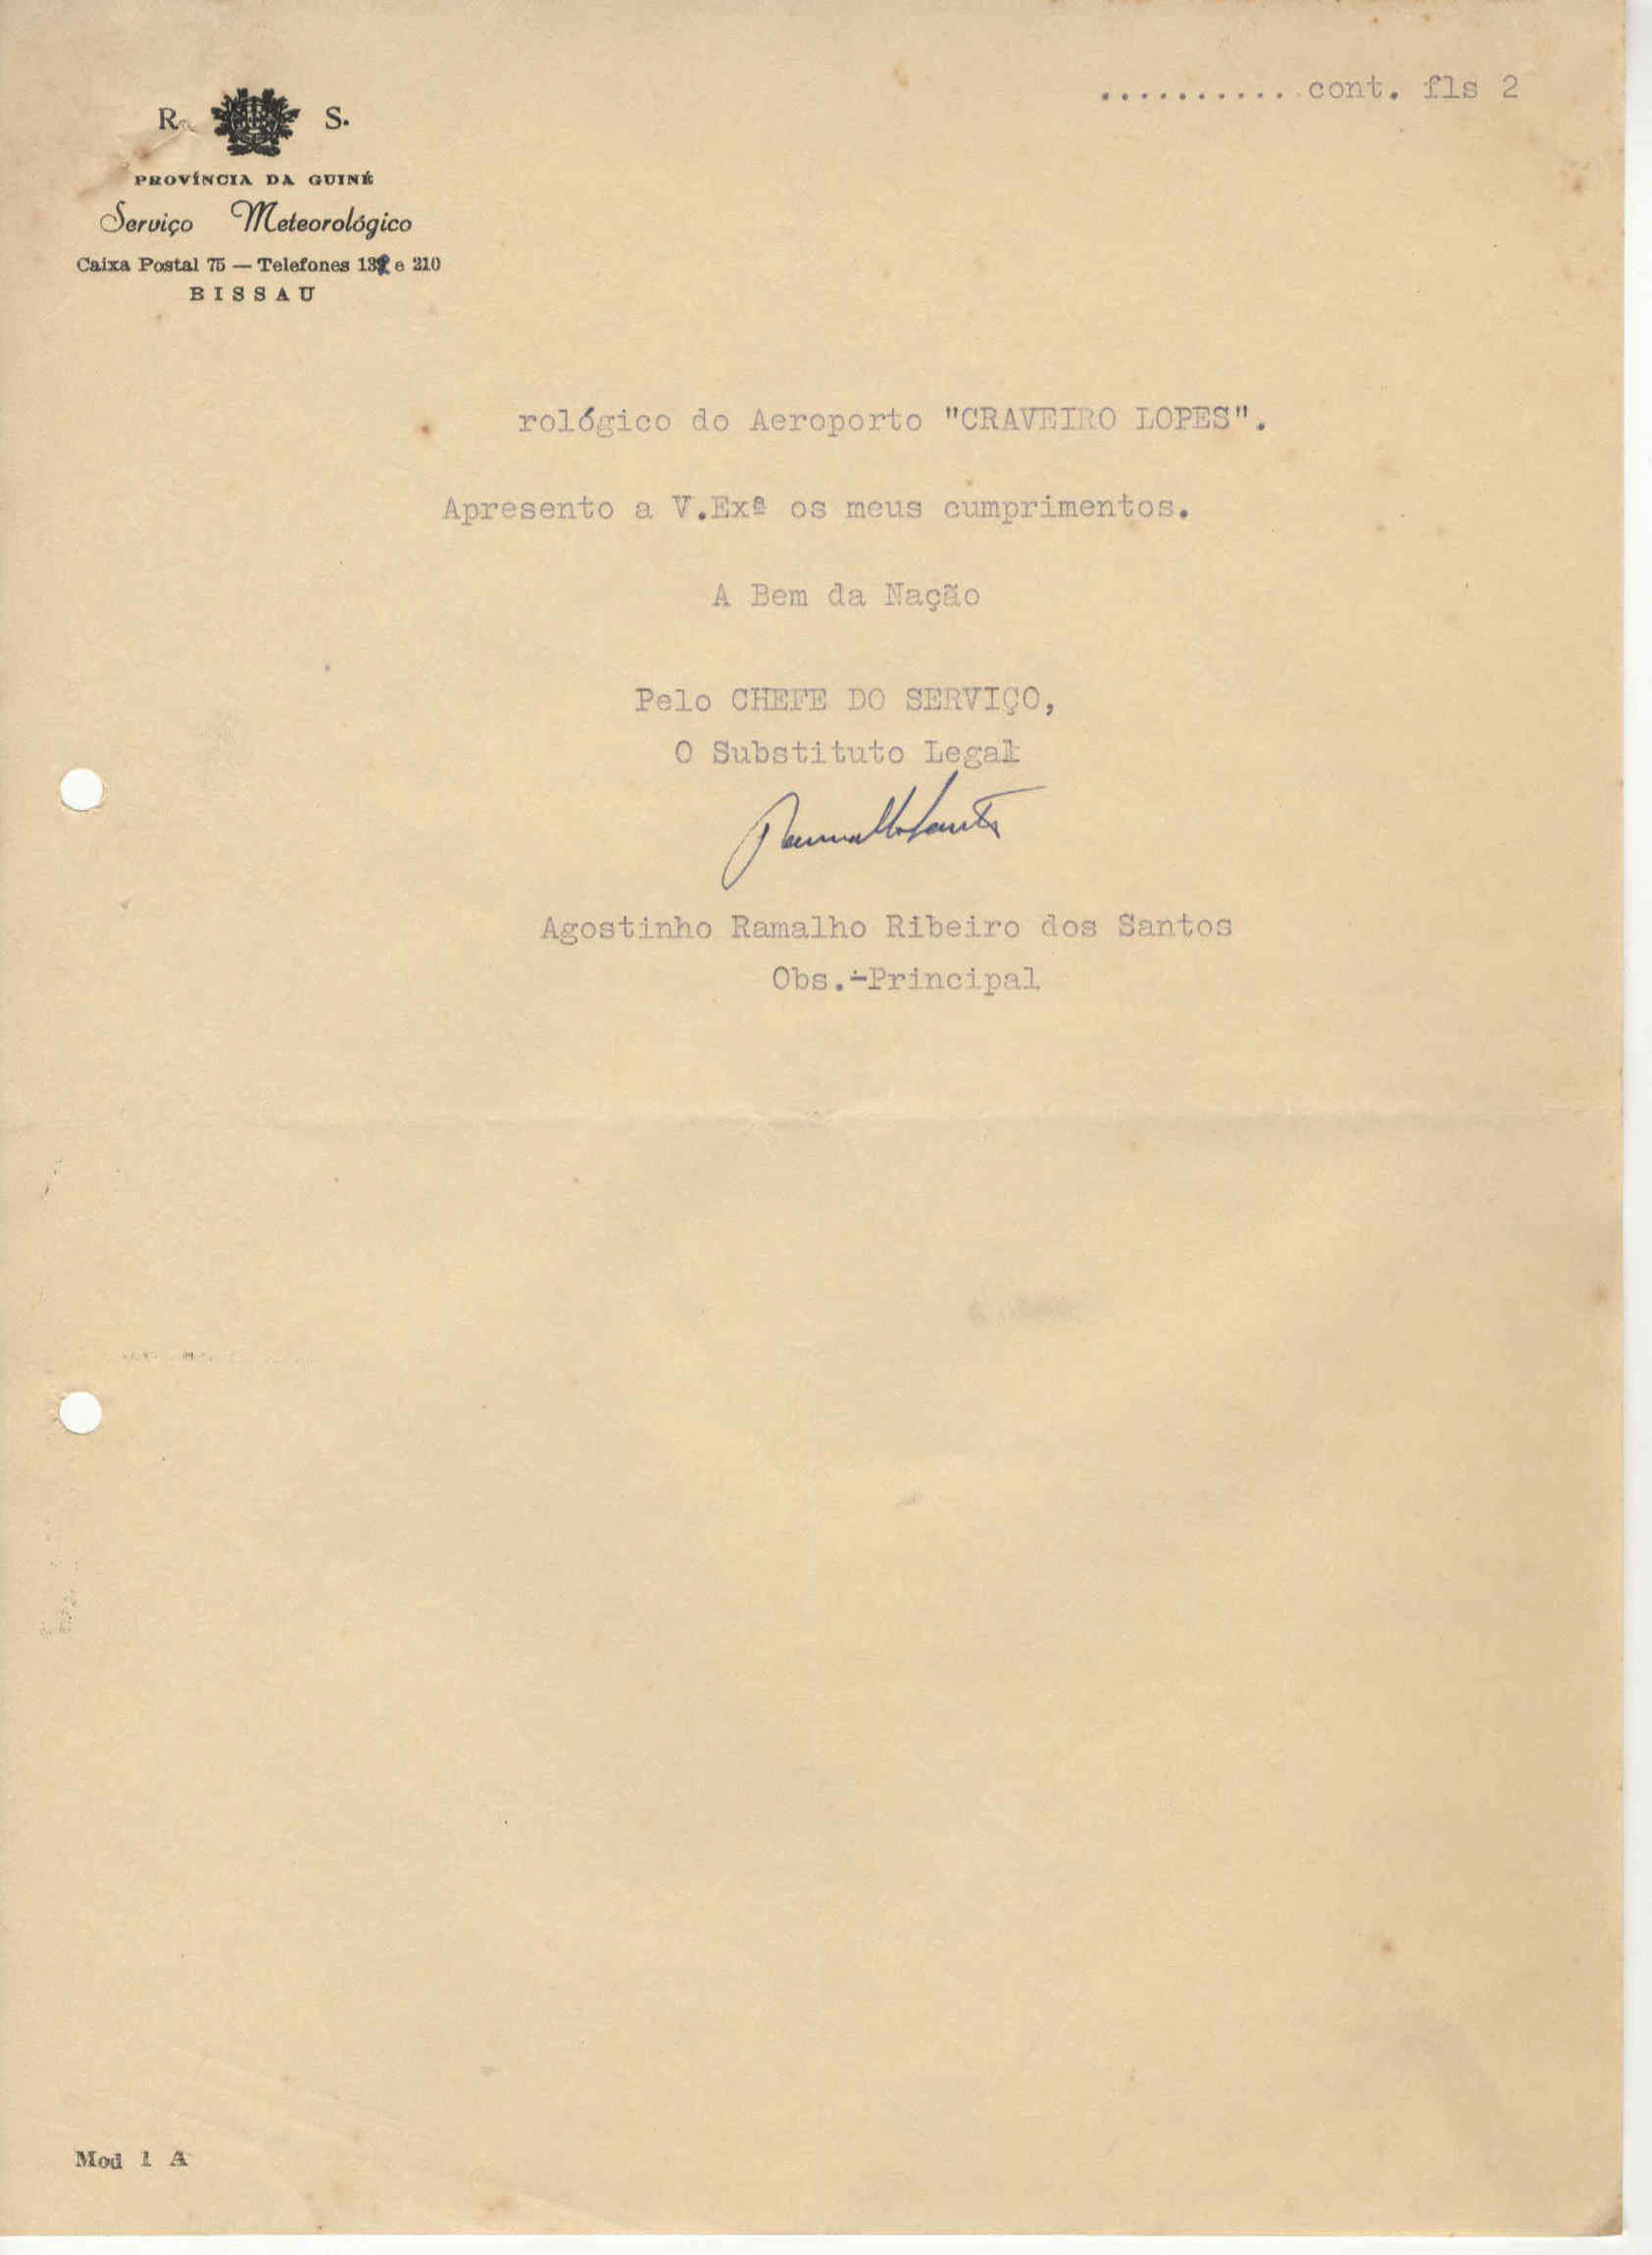 .......... cont. fls 2
R. S.
PROVÍNCIA DA GUINÉ
Serviço Meteorológico
Caixa Postal 75 — Telefones e 210
BISSAU
rológico do Aeroporto "CRAVEIRO LOPES".
Apresento a V.Exª os meus cumprimentos.
A Bem da Nação
Pelo CHEFE DO SERVIÇO,
O Substituto Legal
Agostinho Ramalho Ribeiro dos Santos
Obs.-Principal
Mod 1 A